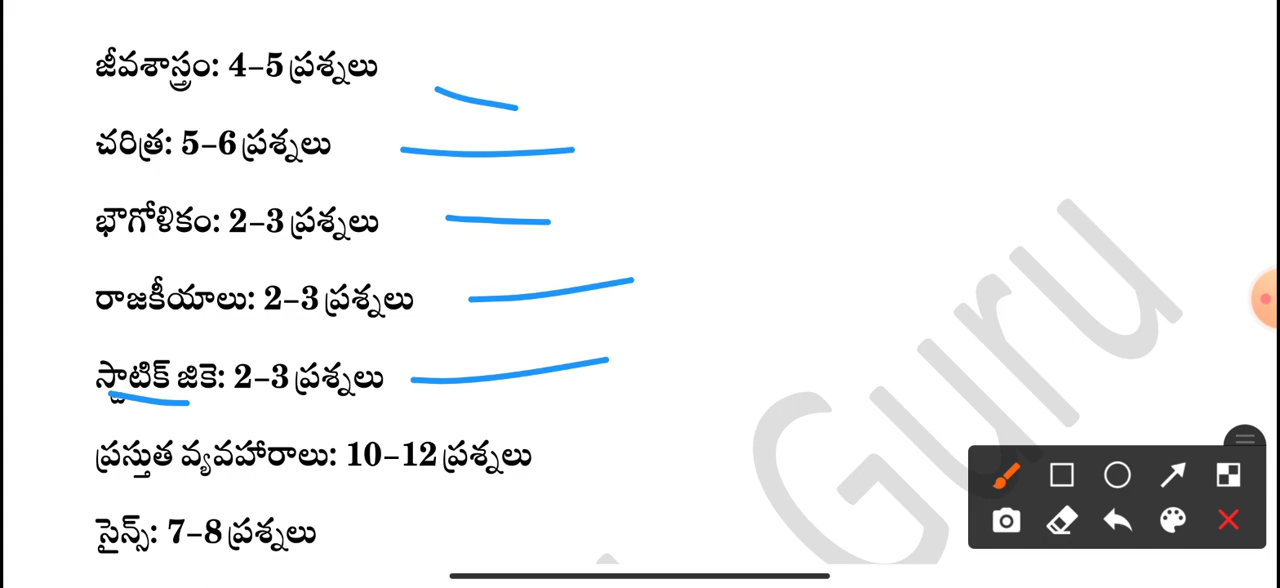 జీవశాస్త్రం: 4–5 ప్రశ్నలు
చరిత్ర: 5–6 ప్రశ్నలు
భౌగోళికం: 2–3 ప్రశ్నలు
రాజకీయాలు: 2–3 ప్రశ్నలు
స్టాటిక్ జికె: 2–3 ప్రశ్నలు
ప్రస్తుత వ్యవహారాలు: 10–12 ప్రశ్నలు
సైన్స్: 7–8 ప్రశ్నలు
Guru